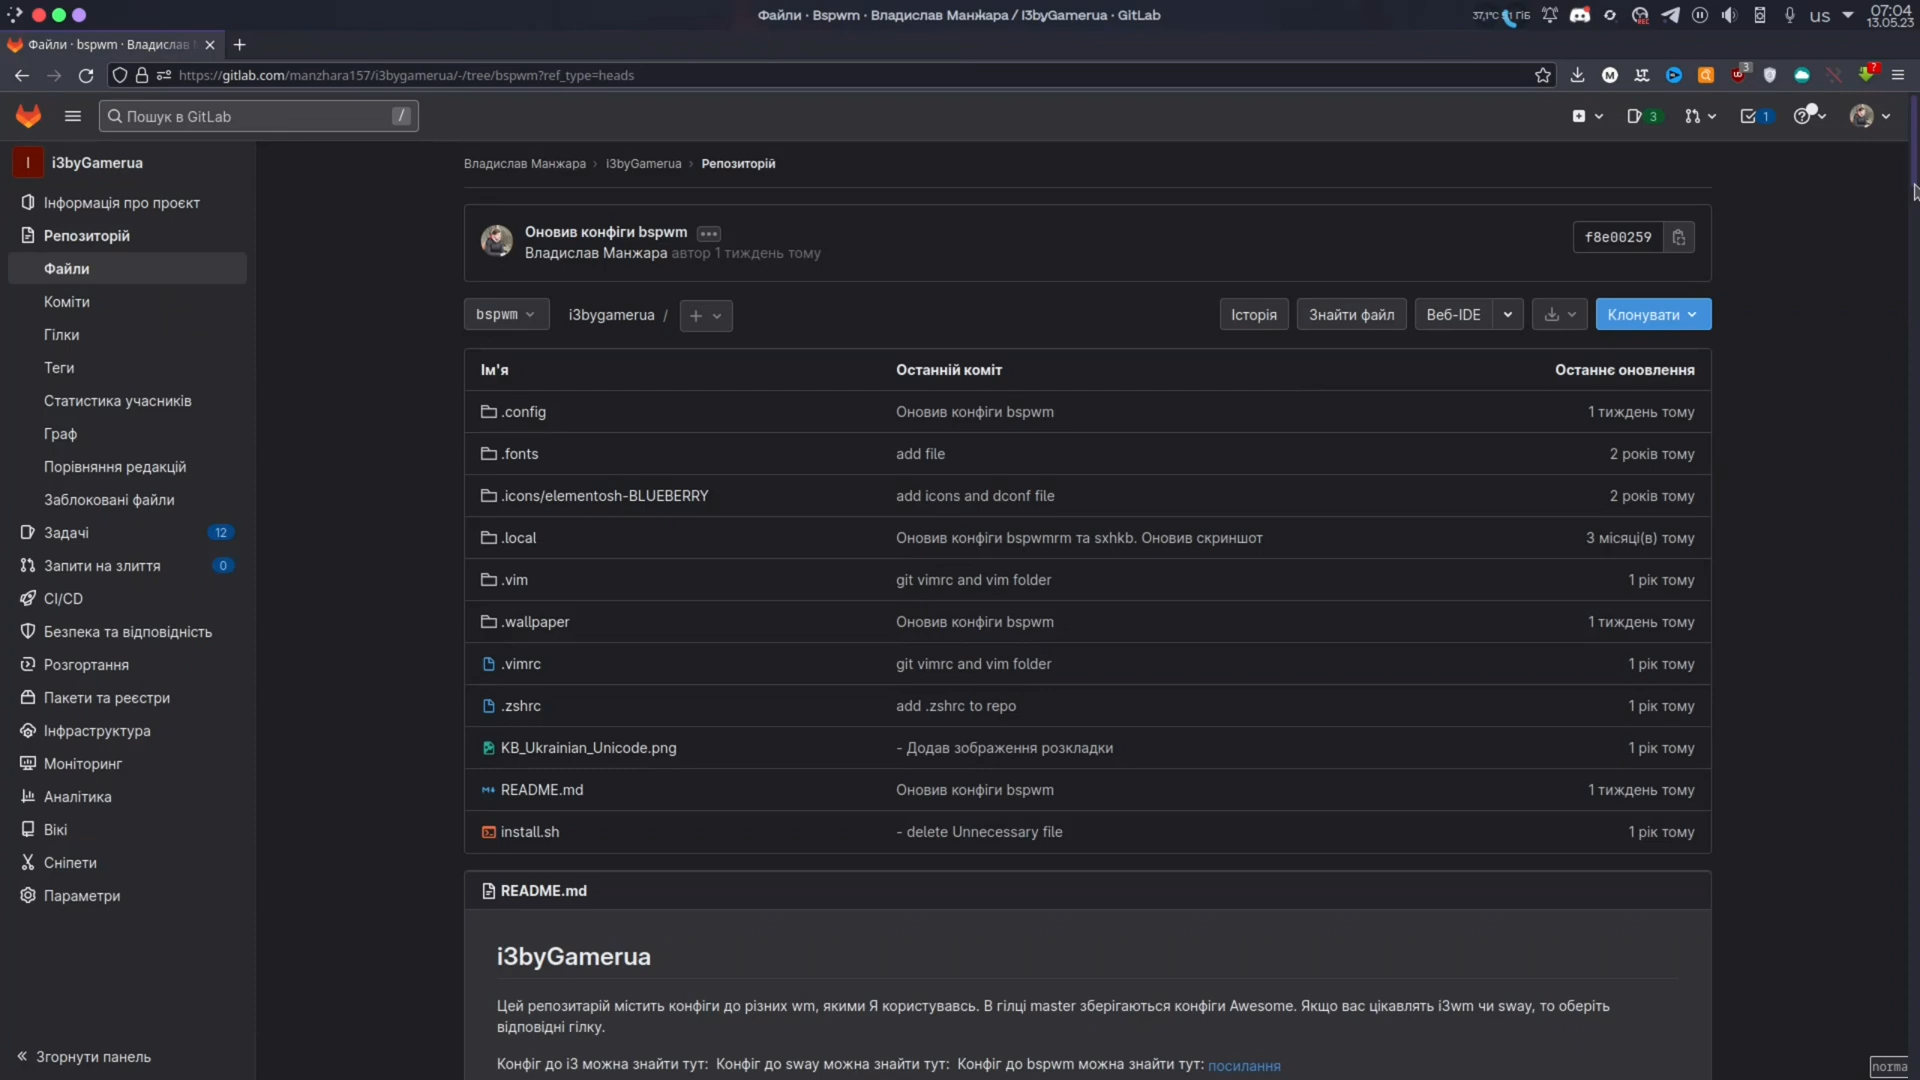 Файли · Bspwm · Владислав Манжара / I3byGamerua · GitLab
37,1°C
ГіБ
us
07:04
13.05.23
Файли · bspwm · Владислав
https://gitlab.com/manzhara157/i3bygamerua/-/tree/bspwm?ref_type=heads
3
?
Пошук в GitLab
/
3
1
I
i3byGamerua
Інформація про проєкт
Репозиторій
Файли
Коміти
Гілки
Теги
Статистика учасників
Граф
Порівняння редакцій
Заблоковані файли
Задачі
12
Запити на злиття
0
CI/CD
Безпека та відповідність
Розгортання
Пакети та реєстри
Інфраструктура
Моніторинг
Аналітика
Вікі
Сніпети
Параметри
« Згорнути панель
Владислав Манжара › i3byGamerua › Репозиторій
Оновив конфіги bspwm
Владислав Манжара автор 1 тиждень тому
f8e00259
bspwm
i3bygamerua /
+
Історія
Знайти файл
Веб-IDE
Клонувати
Ім'я Останній коміт Останнє оновлення
.config Оновив конфіги bspwm 1 тиждень тому
.fonts add file 2 років тому
.icons/elementosh-BLUEBERRY add icons and dconf file 2 років тому
.local Оновив конфіги bspwmrm та sxhkb. Оновив скриншот 3 місяці(в) тому
.vim git vimrc and vim folder 1 рік тому
.wallpaper Оновив конфіги bspwm 1 тиждень тому
.vimrc git vimrc and vim folder 1 рік тому
.zshrc add .zshrc to repo 1 рік тому
KB_Ukrainian_Unicode.png - Додав зображення розкладки 1 рік тому
README.md Оновив конфіги bspwm 1 тиждень тому
install.sh - delete Unnecessary file 1 рік тому
README.md
i3byGamerua
Цей репозитарій містить конфіги до різних wm, якими Я користувавсь. В гілці master зберігаються конфіги Awesome. Якщо вас цікавлять i3wm чи sway, то оберіть
відповідні гілку.
Конфіг до i3 можна знайти тут: Конфіг до sway можна знайти тут: Конфіг до bspwm можна знайти тут: посилання